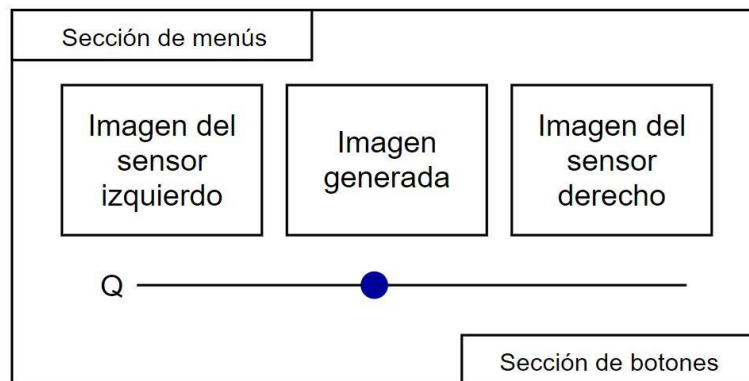 Sección de menús
Imagen del
sensor
izquierdo
Imagen
generada
Imagen del
sensor
derecho
Q
Sección de botones